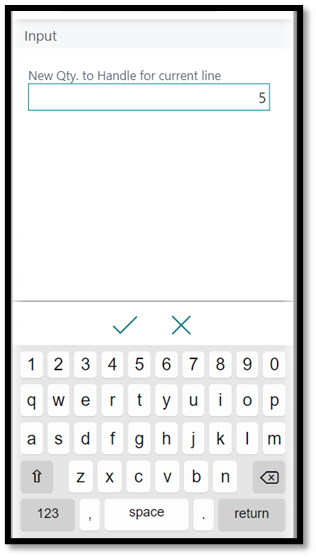 Input
New Qty. to Handle for current line
5
1 2 3 4 5 6 7 8 9 0
q w e r t y u i o p
a s d f g h j k l m
z x c v b n
123 , space . return